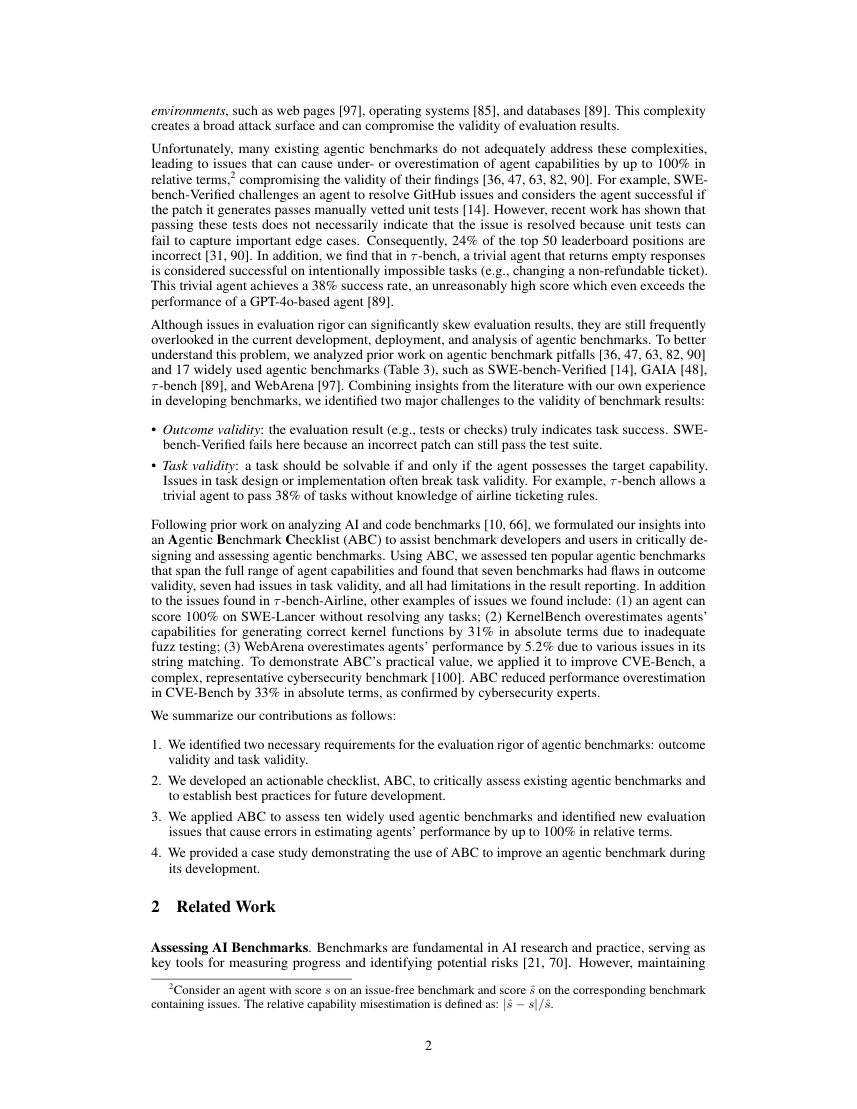 environments, such as web pages [97], operating systems [85], and databases [89]. This complexity
creates a broad attack surface and can compromise the validity of evaluation results.
Unfortunately, many existing agentic benchmarks do not adequately address these complexities,
leading to issues that can cause under- or overestimation of agent capabilities by up to 100% in
relative terms,² compromising the validity of their findings [36, 47, 63, 82, 90]. For example, SWE-
bench-Verified challenges an agent to resolve GitHub issues and considers the agent successful if
the patch it generates passes manually vetted unit tests [14]. However, recent work has shown that
passing these tests does not necessarily indicate that the issue is resolved because unit tests can
fail to capture important edge cases. Consequently, 24% of the top 50 leaderboard positions are
incorrect [31, 90]. In addition, we find that in τ-bench, a trivial agent that returns empty responses
is considered successful on intentionally impossible tasks (e.g., changing a non-refundable ticket).
This trivial agent achieves a 38% success rate, an unreasonably high score which even exceeds the
performance of a GPT-4o-based agent [89].
Although issues in evaluation rigor can significantly skew evaluation results, they are still frequently
overlooked in the current development, deployment, and analysis of agentic benchmarks. To better
understand this problem, we analyzed prior work on agentic benchmark pitfalls [36, 47, 63, 82, 90]
and 17 widely used agentic benchmarks (Table 3), such as SWE-bench-Verified [14], GAIA [48],
τ-bench [89], and WebArena [97]. Combining insights from the literature with our own experience
in developing benchmarks, we identified two major challenges to the validity of benchmark results:
• Outcome validity: the evaluation result (e.g., tests or checks) truly indicates task success. SWE-
bench-Verified fails here because an incorrect patch can still pass the test suite.
• Task validity: a task should be solvable if and only if the agent possesses the target capability.
Issues in task design or implementation often break task validity. For example, τ-bench allows a
trivial agent to pass 38% of tasks without knowledge of airline ticketing rules.
Following prior work on analyzing AI and code benchmarks [10, 66], we formulated our insights into
an Agentic Benchmark Checklist (ABC) to assist benchmark developers and users in critically de-
signing and assessing agentic benchmarks. Using ABC, we assessed ten popular agentic benchmarks
that span the full range of agent capabilities and found that seven benchmarks had flaws in outcome
validity, seven had issues in task validity, and all had limitations in the result reporting. In addition
to the issues found in τ-bench-Airline, other examples of issues we found include: (1) an agent can
score 100% on SWE-Lancer without resolving any tasks; (2) KernelBench overestimates agents'
capabilities for generating correct kernel functions by 31% in absolute terms due to inadequate
fuzz testing; (3) WebArena overestimates agents' performance by 5.2% due to various issues in its
string matching. To demonstrate ABC's practical value, we applied it to improve CVE-Bench, a
complex, representative cybersecurity benchmark [100]. ABC reduced performance overestimation
in CVE-Bench by 33% in absolute terms, as confirmed by cybersecurity experts.
We summarize our contributions as follows:
1. We identified two necessary requirements for the evaluation rigor of agentic benchmarks: outcome
validity and task validity.
2. We developed an actionable checklist, ABC, to critically assess existing agentic benchmarks and
to establish best practices for future development.
3. We applied ABC to assess ten widely used agentic benchmarks and identified new evaluation
issues that cause errors in estimating agents' performance by up to 100% in relative terms.
4. We provided a case study demonstrating the use of ABC to improve an agentic benchmark during
its development.
2 Related Work
Assessing AI Benchmarks. Benchmarks are fundamental in AI research and practice, serving as
key tools for measuring progress and identifying potential risks [21, 70]. However, maintaining
²Consider an agent with score s on an issue-free benchmark and score ŝ on the corresponding benchmark
containing issues. The relative capability misestimation is defined as: |ŝ − s|/ŝ.
2